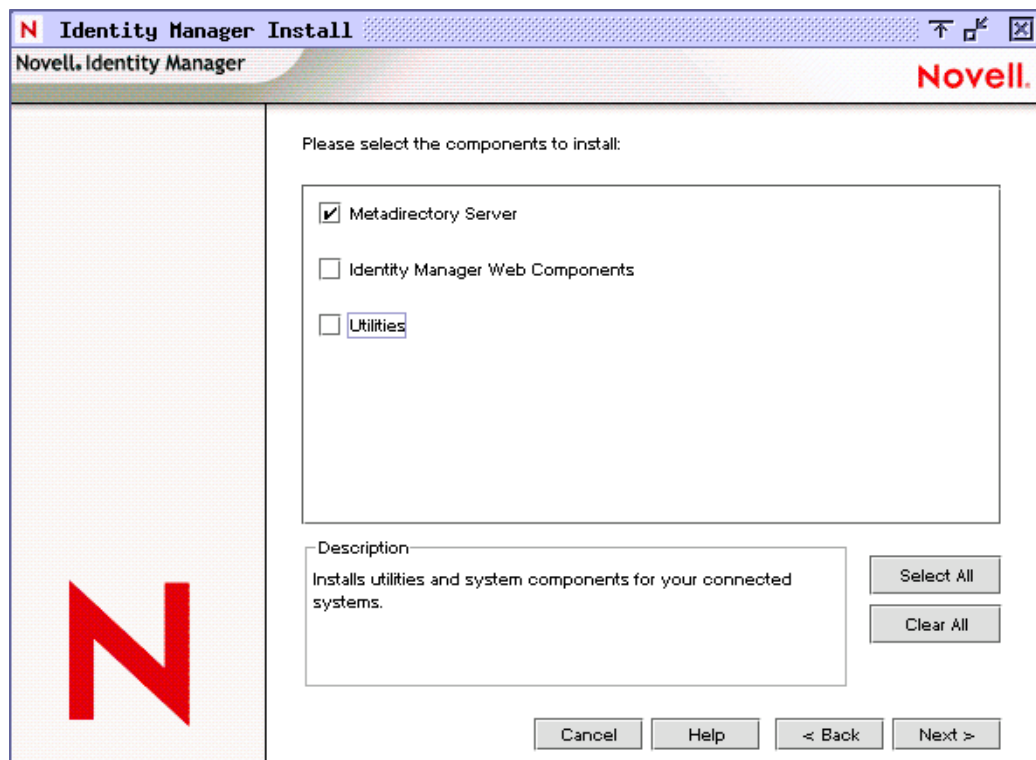 N Identity Manager Install
Novell. Identity Manager
Novell.
Please select the components to install:
Metadirectory Server
Identity Manager Web Components
Utilities
Description
Installs utilities and system components for your connected
systems.
Select All
Clear All
N
Cancel Help < Back Next >